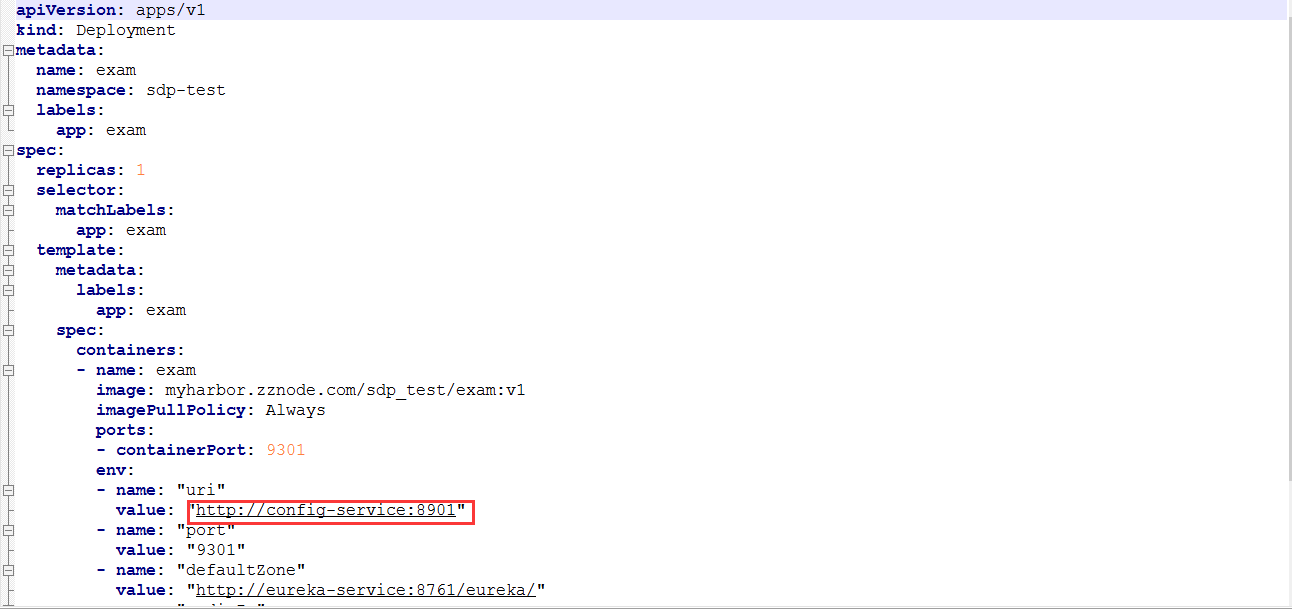 apiVersion: apps/v1
kind: Deployment
metadata:
  name: exam
  namespace: sdp-test
  labels:
    app: exam
spec:
  replicas: 1
  selector:
    matchLabels:
      app: exam
  template:
    metadata:
      labels:
        app: exam
    spec:
      containers:
      - name: exam
        image: myharbor.zznode.com/sdp_test/exam:v1
        imagePullPolicy: Always
        ports:
        - containerPort: 9301
        env:
        - name: "uri"
          value: "http://config-service:8901"
        - name: "port"
          value: "9301"
        - name: "defaultZone"
          value: "http://eureka-service:8761/eureka/"